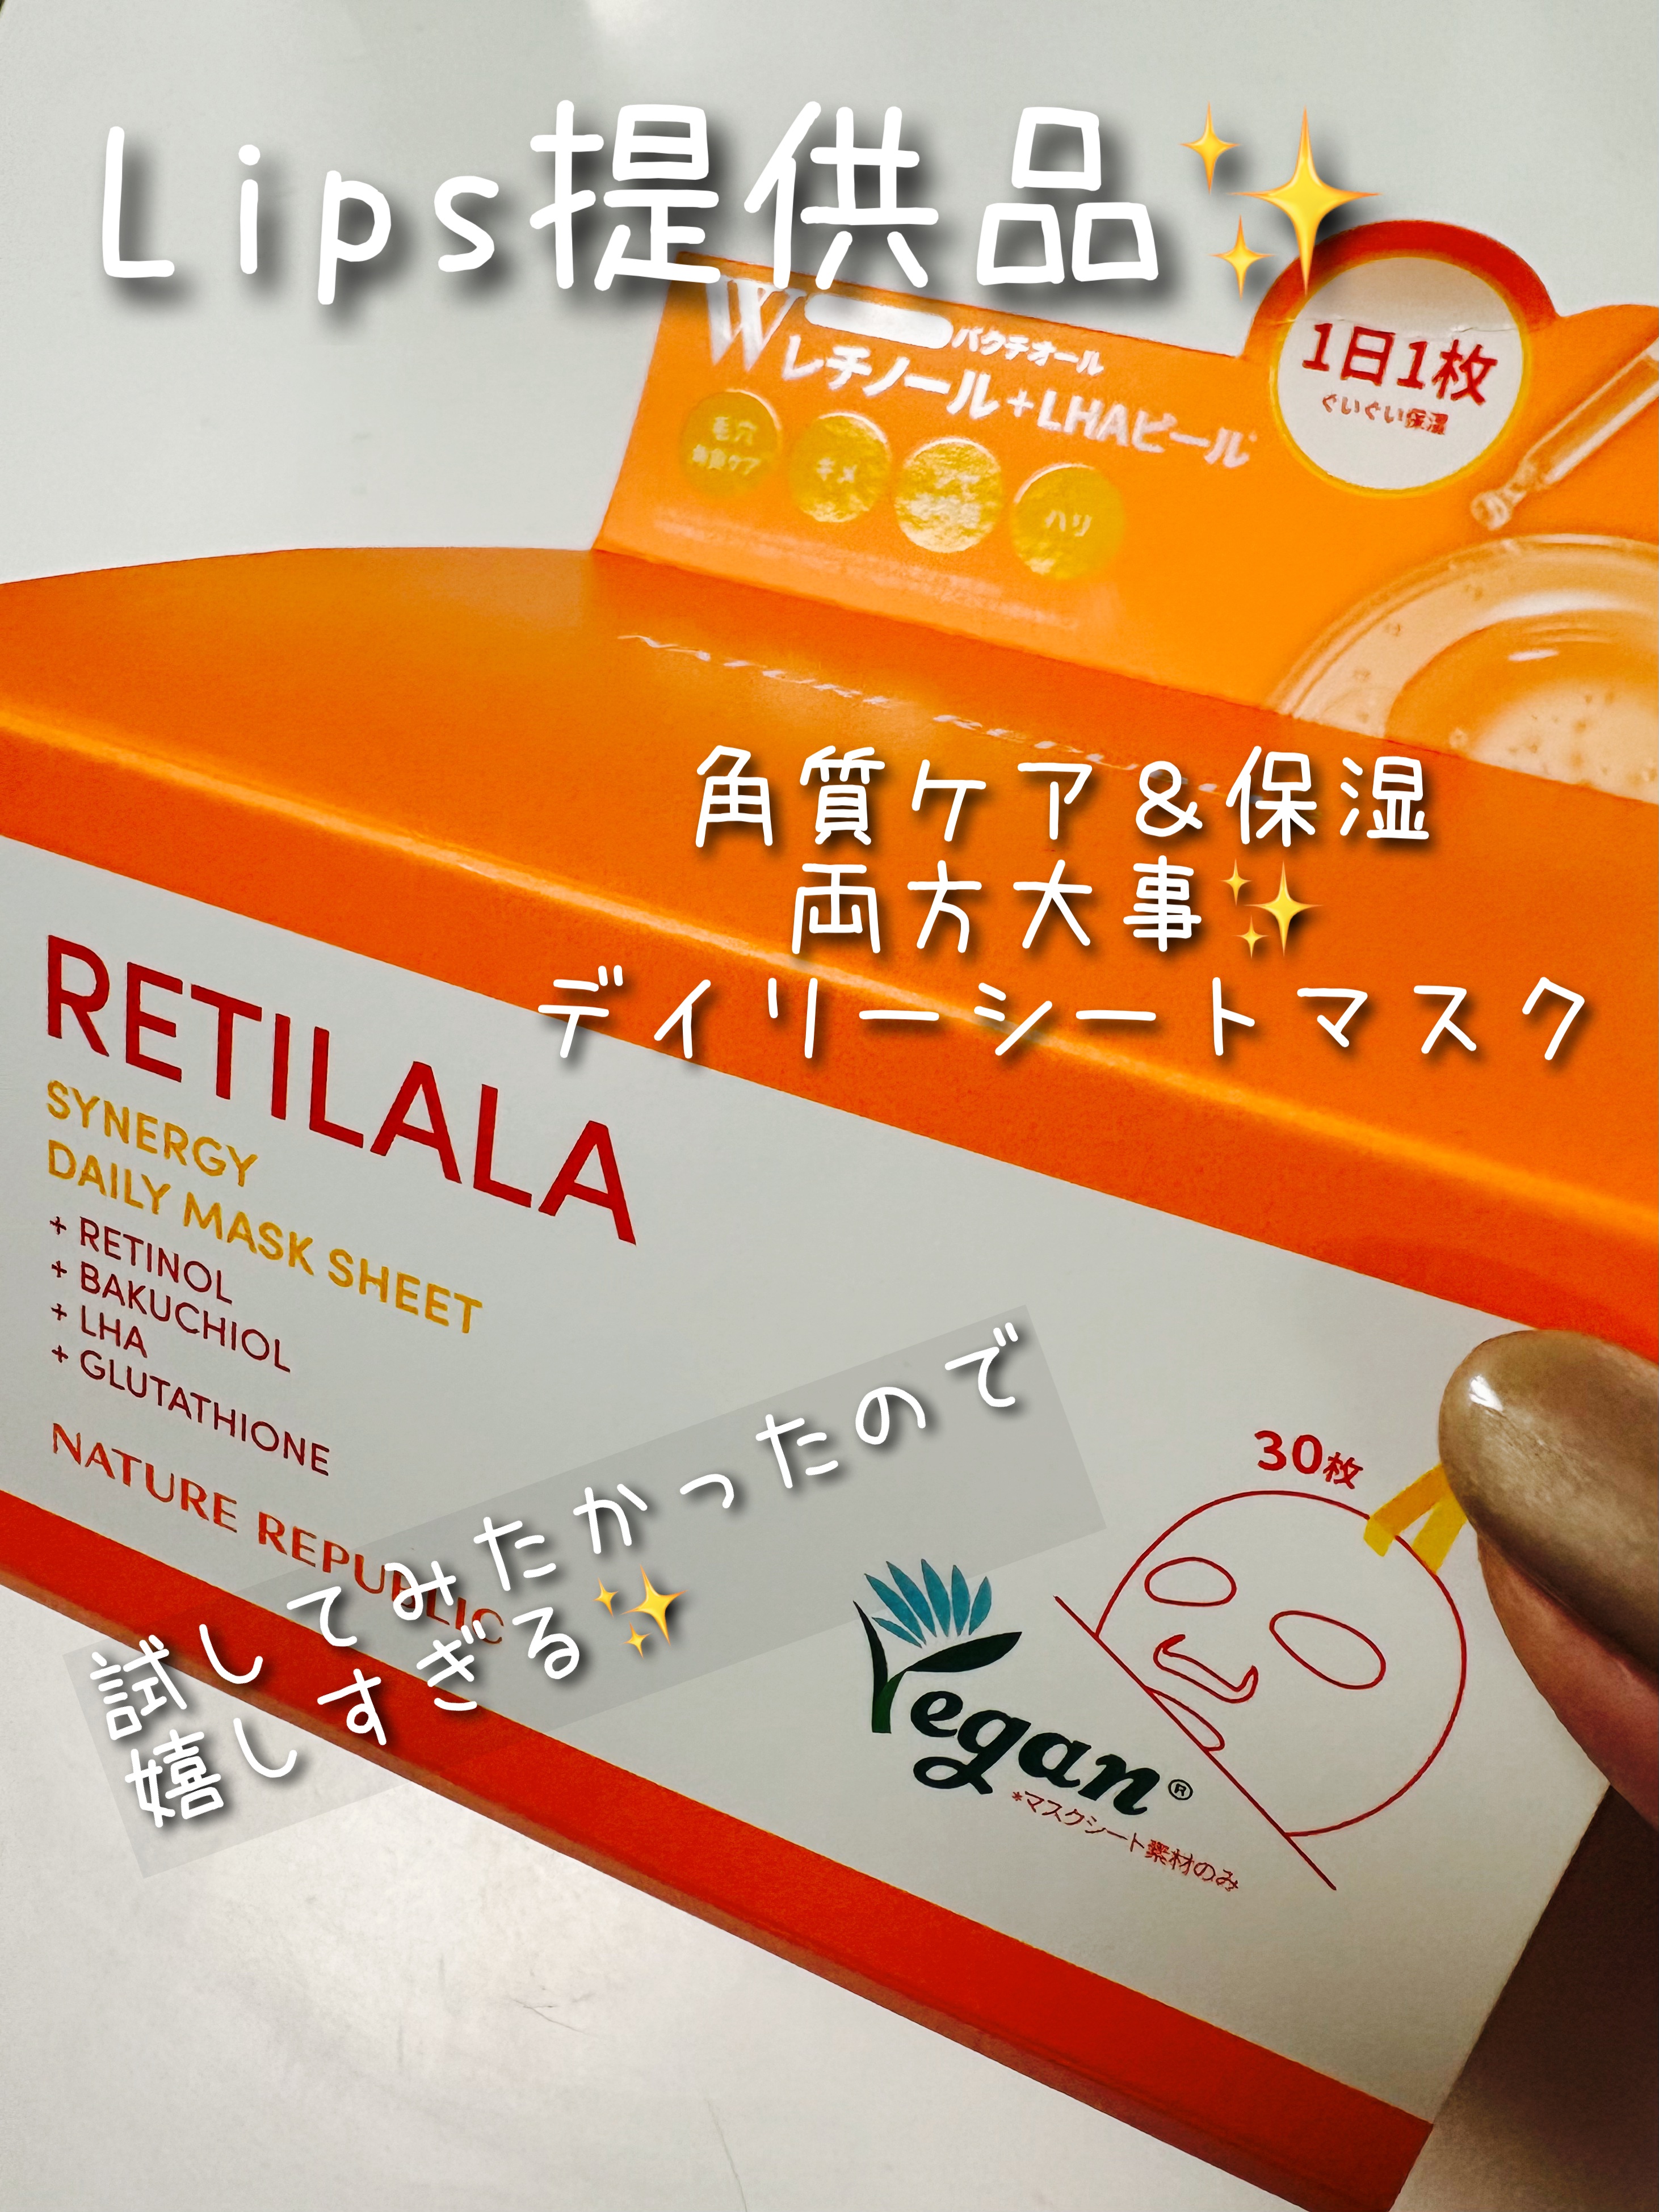 Lips提供品✨
W
バクチオール
レチノール+LHAピール
1日1枚
ぐいぐい保湿
毛穴
角質ケア
キメ
ハリ
NATURE REPU
角質ケア&保湿
両方大事✨
デイリーシートマスク
RETILALA
SYNERGY
DAILY MASK SHEET
+ RETINOL
+ BAKUCHIOL
+ LHA
+ GLUTATHIONE
NATURE REPUBLIC
試してみたかったので
嬉しすぎる✨
30枚
Vegan®
*マスクシート素材のみ